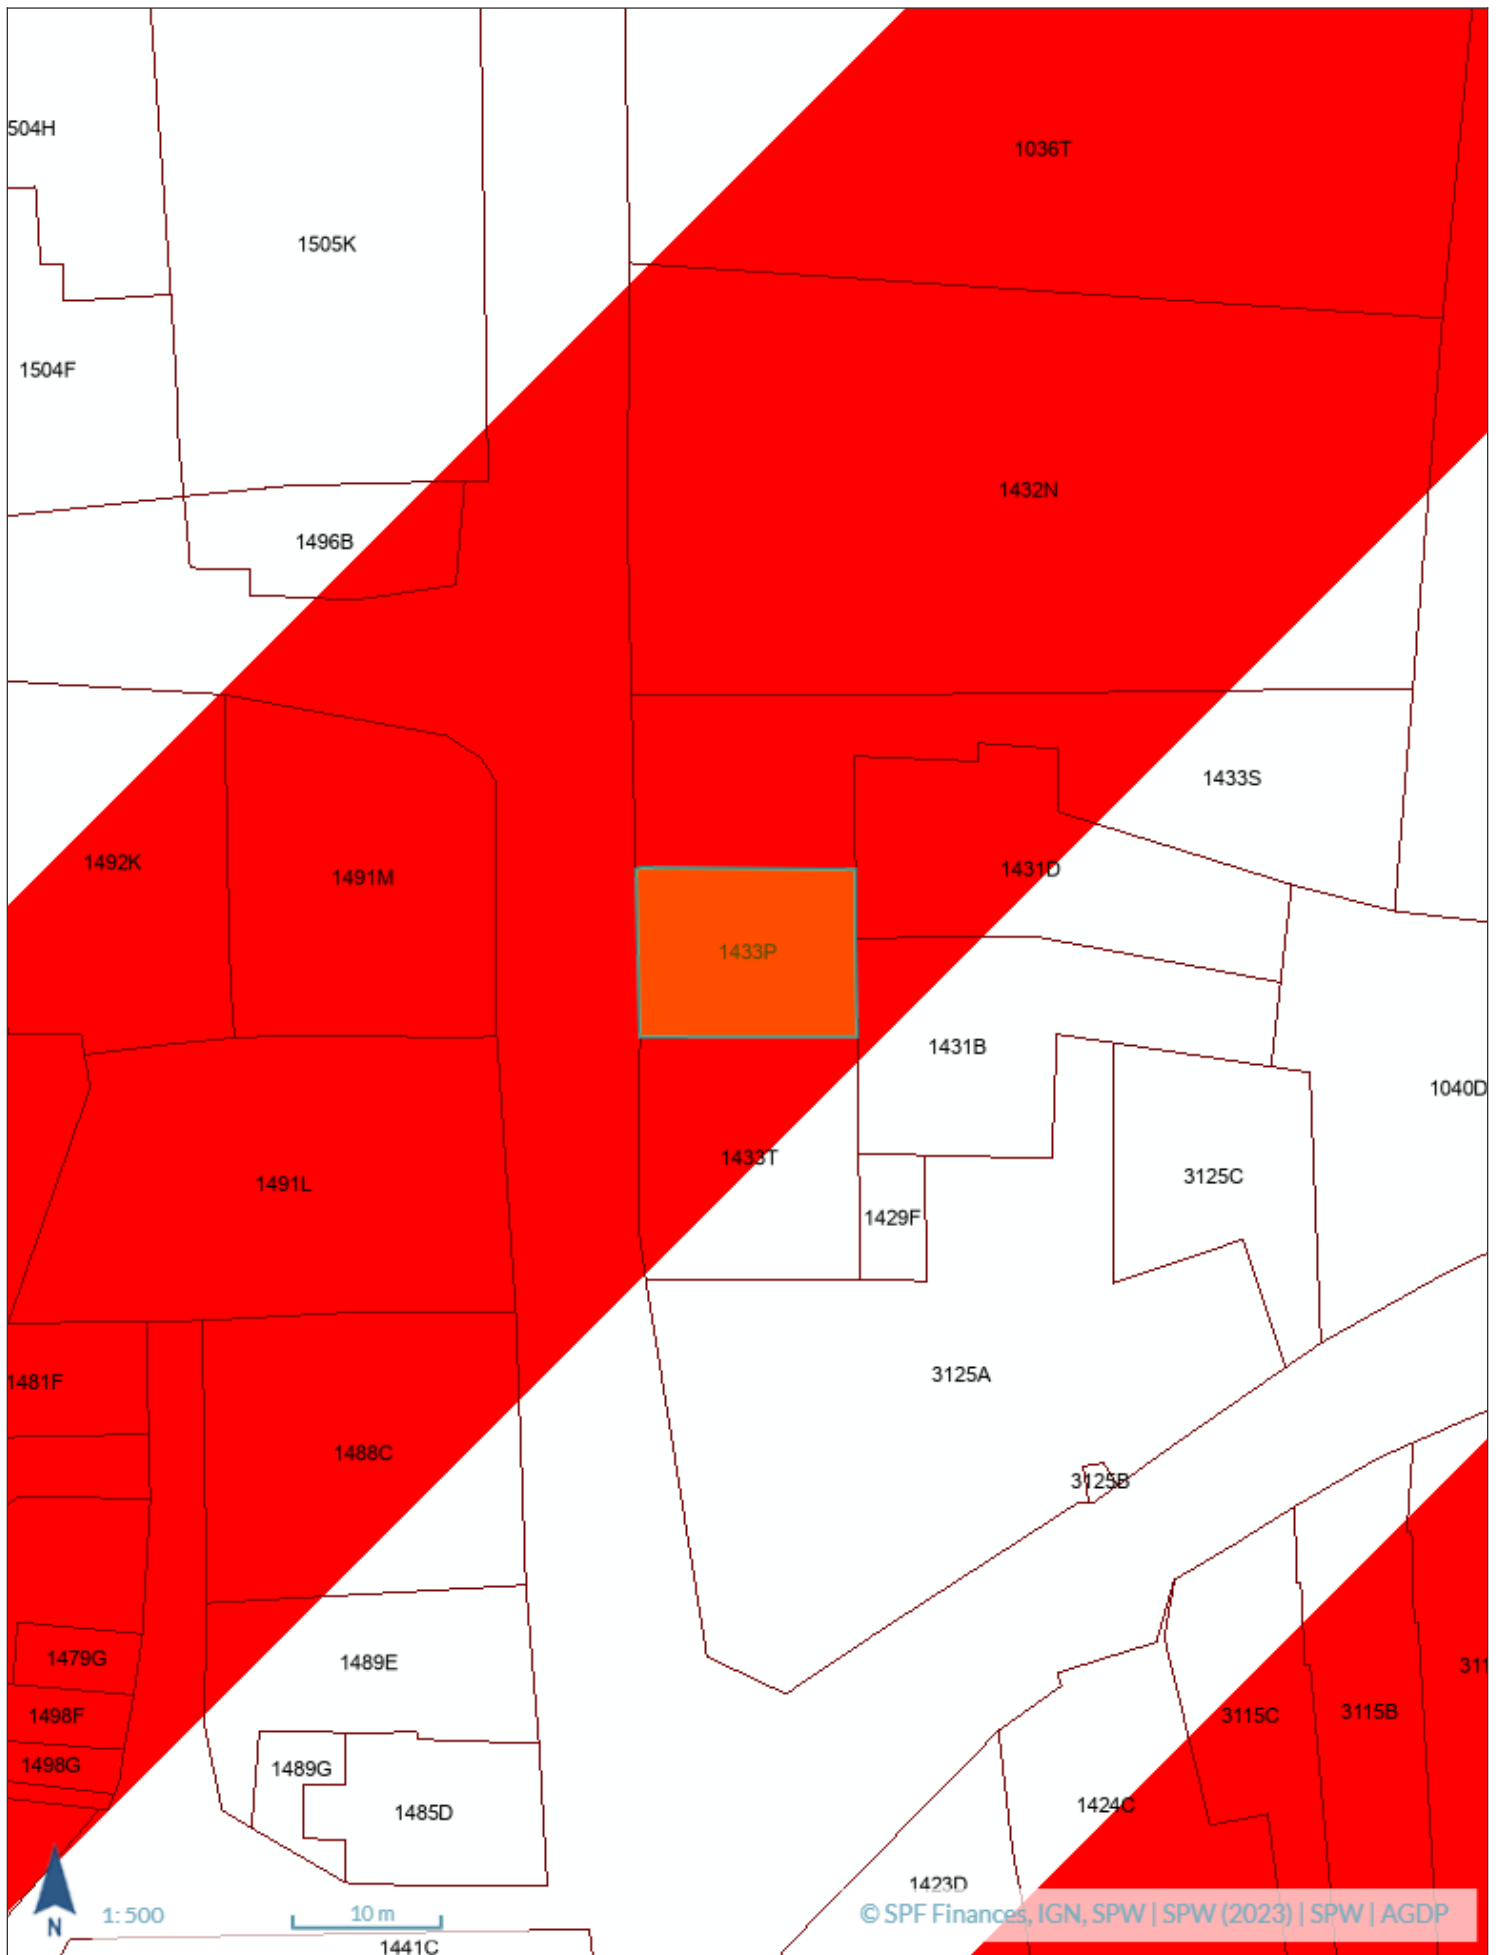 504H
1036T
1505K
1504F
1432N
1496B
1433S
1492K
1491M
1431D
1433P
1431B
1040D
1433T
3125C
1491L
1429F
1481F
3125A
1488C
3125B
1479G
1489E
311
1498F
3115C
3115B
1498G
1489G
1485D
1424C
1423D
N
1: 500
10 m
© SPF Finances, IGN, SPW | SPW (2023) | SPW | AGDP
1441C